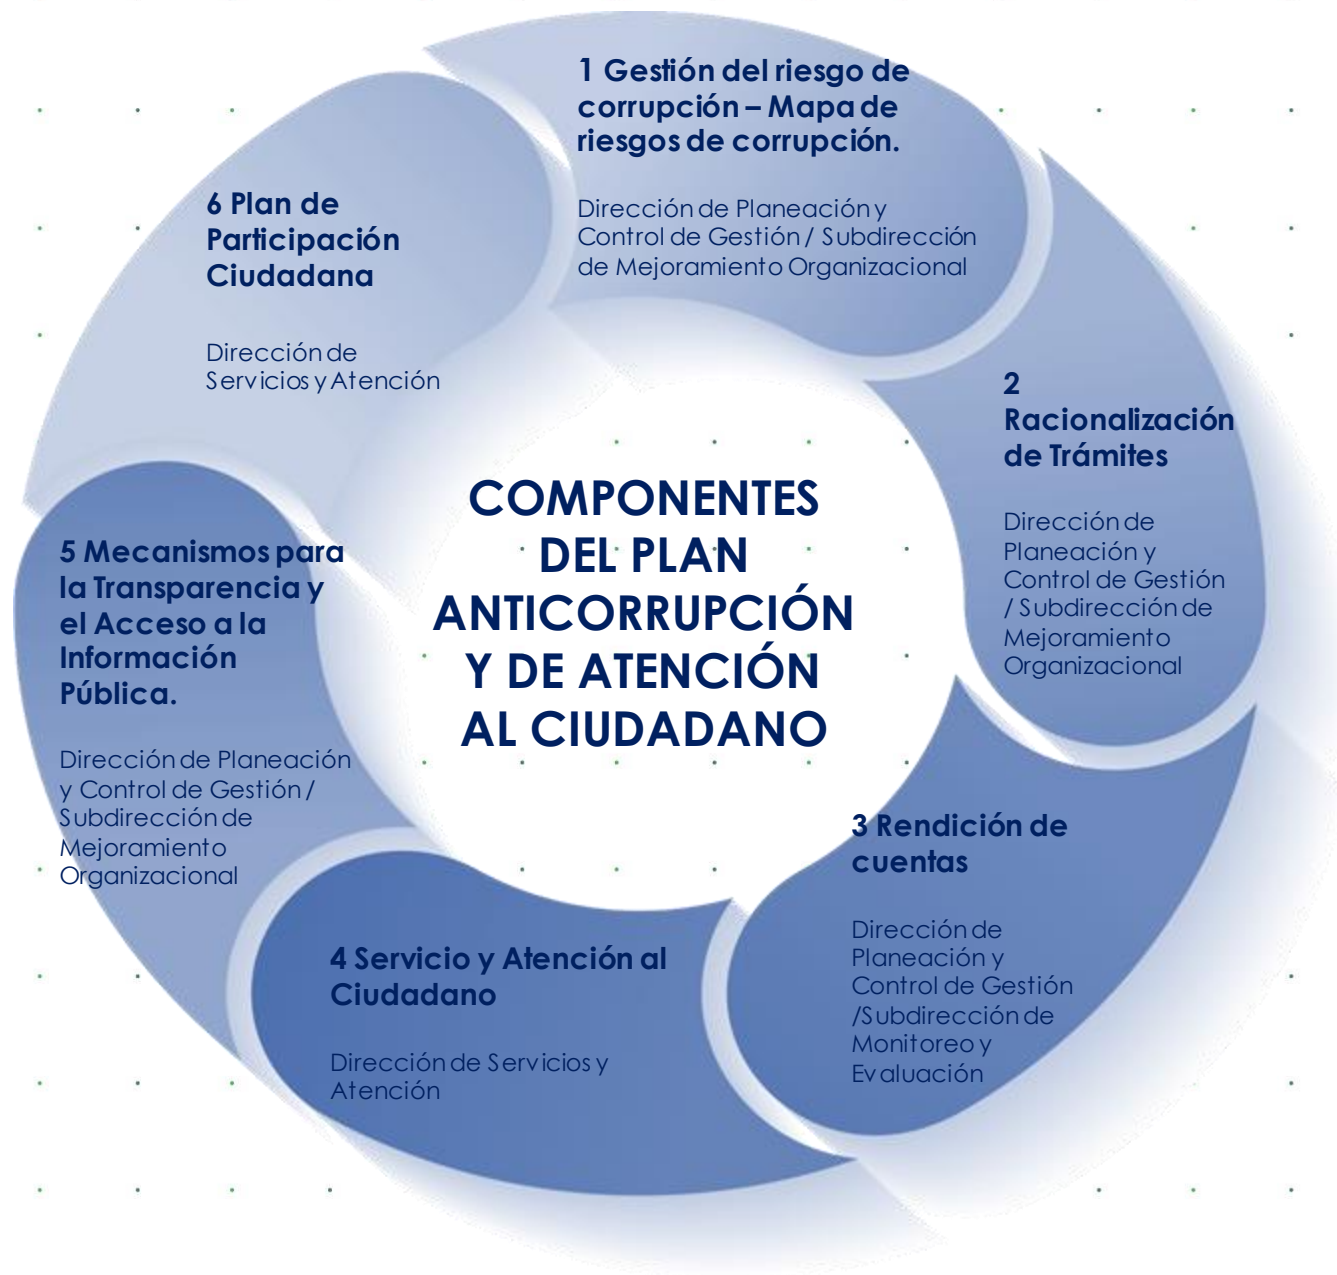 COMPONENTES
DEL PLAN
ANTICORRUPCIÓN
Y DE ATENCIÓN
AL CIUDADANO
1 Gestión del riesgo de
corrupción – Mapa de
riesgos de corrupción.
Dirección de Planeación y
Control de Gestión / Subdirección
de Mejoramiento Organizacional
2
Racionalización
de Trámites
Dirección de
Planeación y
Control de Gestión
/ Subdirección de
Mejoramiento
Organizacional
3 Rendición de
cuentas
Dirección de
Planeación y
Control de Gestión
/Subdirección de
Monitoreo y
Evaluación
4 Servicio y Atención al
Ciudadano
Dirección de Servicios y
Atención
5 Mecanismos para
la Transparencia y
el Acceso a la
Información
Pública.
Dirección de Planeación
y Control de Gestión /
Subdirección de
Mejoramiento
Organizacional
6 Plan de
Participación
Ciudadana
Dirección de
Servicios y Atención